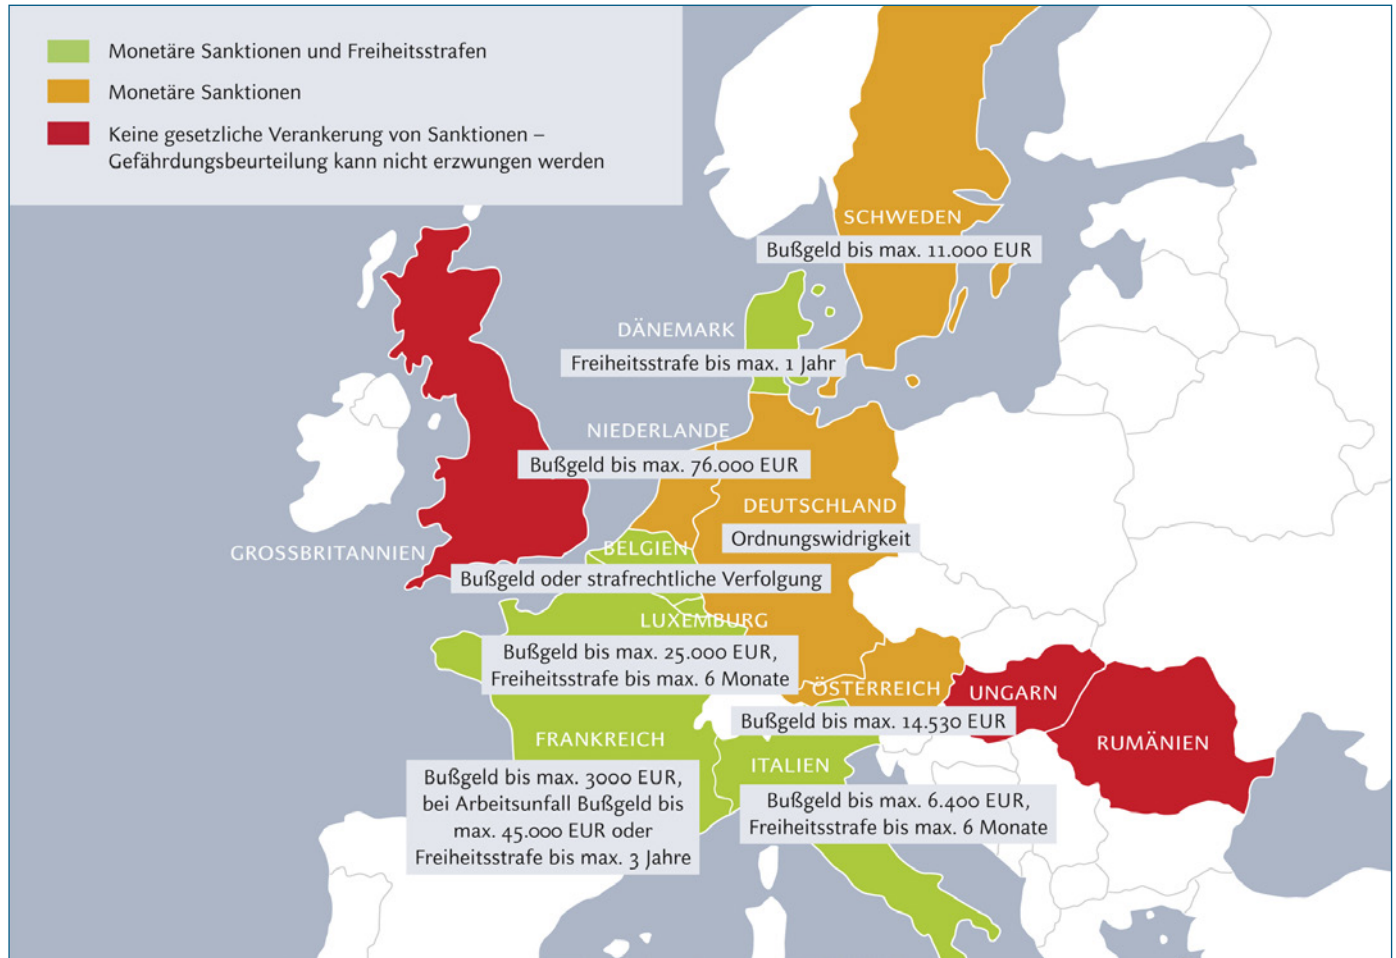 Monetäre Sanktionen und Freiheitsstrafen
Monetäre Sanktionen
Keine gesetzliche Verankerung von Sanktionen –
Gefährdungsbeurteilung kann nicht erzwungen werden
SCHWEDEN
Bußgeld bis max. 11.000 EUR
DÄNEMARK
Freiheitsstrafe bis max. 1 Jahr
NIEDERLANDE
Bußgeld bis max. 76.000 EUR
DEUTSCHLAND
Ordnungswidrigkeit
GROSSBRITANNIEN
BELGIEN
Bußgeld oder strafrechtliche Verfolgung
LUXEMBURG
Bußgeld bis max. 25.000 EUR,
Freiheitsstrafe bis max. 6 Monate
ÖSTERREICH
Bußgeld bis max. 14.530 EUR
UNGARN
RUMÄNIEN
FRANKREICH
Bußgeld bis max. 3000 EUR,
bei Arbeitsunfall Bußgeld bis
max. 45.000 EUR oder
Freiheitsstrafe bis max. 3 Jahre
ITALIEN
Bußgeld bis max. 6.400 EUR,
Freiheitsstrafe bis max. 6 Monate